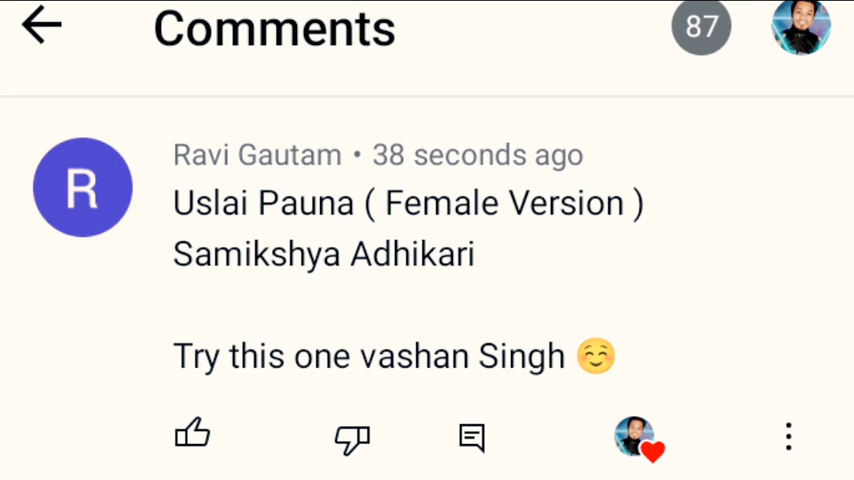 Comments
87
R
Ravi Gautam • 38 seconds ago
Uslai Pauna ( Female Version )
Samikshya Adhikari
Try this one vashan Singh ☺️